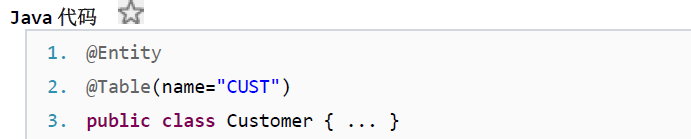 Java 代码
1. @Entity
2. @Table(name="CUST")
3. public class Customer { ... }